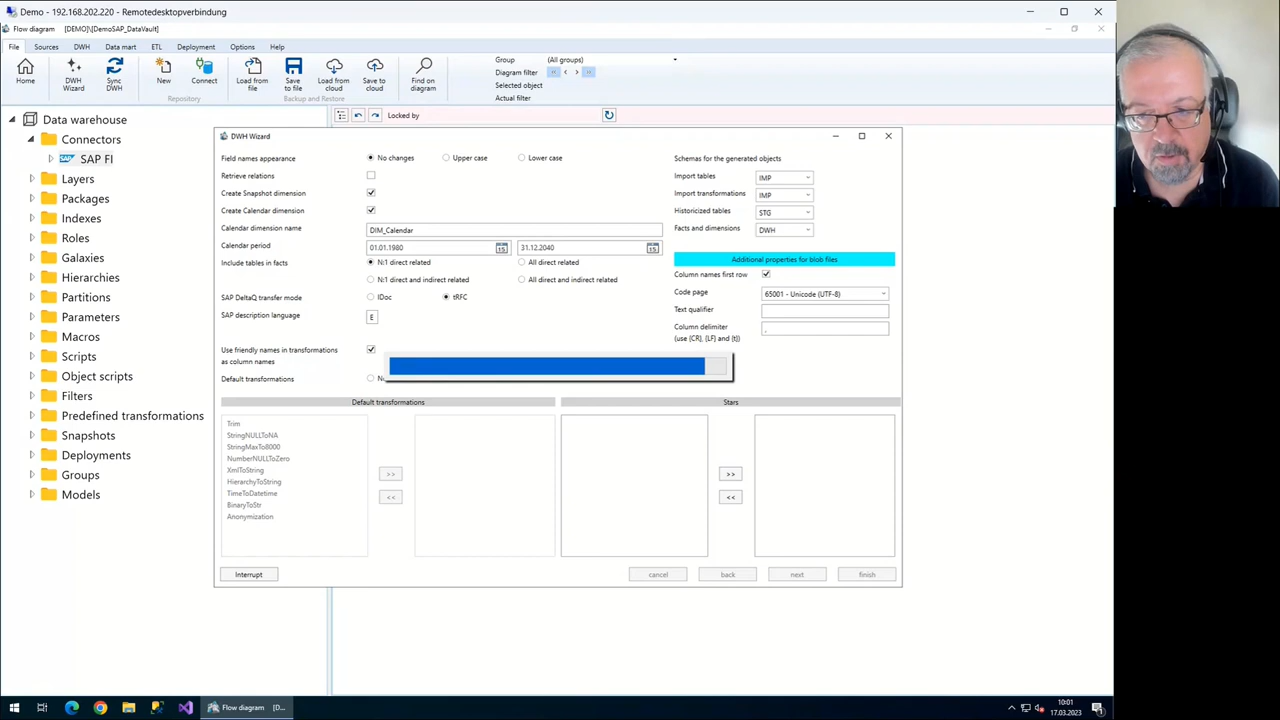 Demo - 192.168.202.220 - Remotedesktopverbindung
Flow diagram [DEMO]\[DemoSAP_DataVault]
File Sources DWH Data mart ETL Deployment Options Help
Home
DWH Wizard
Sync DWH
New
Connect
Load from file
Save to file
Load from cloud
Save to cloud
Find on diagram
Repository
Backup and Restore
Group (All groups)
Diagram filter
Selected object
Actual filter
Locked by
Data warehouse
Connectors
SAP FI
Layers
Packages
Indexes
Roles
Galaxies
Hierarchies
Partitions
Parameters
Macros
Scripts
Object scripts
Filters
Predefined transformations
Snapshots
Deployments
Groups
Models
DWH Wizard
Field names appearance No changes Upper case Lower case
Retrieve relations
Create Snapshot dimension
Create Calendar dimension
Calendar dimension name DIM_Calendar
Calendar period 01.01.1980 15 31.12.2040 15
Include tables in facts N:1 direct related All direct related
N:1 direct and indirect related All direct and indirect related
SAP DeltaQ transfer mode IDoc tRFC
SAP description language E
Use friendly names in transformations
as column names
Default transformations
Schemas for the generated objects
Import tables IMP
Import transformations IMP
Historicized tables STG
Facts and dimensions DWH
Additional properties for blob files
Column names first row
Code page 65001 - Unicode (UTF-8)
Text qualifier
Column delimiter ,
(use {CR}, {LF} and {t})
Default transformations
Stars
Trim
StringNULLToNA
StringMaxTo8000
NumberNULLToZero
XmlToString
HierarchyToString
TimeToDatetime
BinaryToStr
Anonymization
>>
<<
>>
<<
Interrupt cancel back next finish
Flow diagram [D...
10:01
17.03.2023